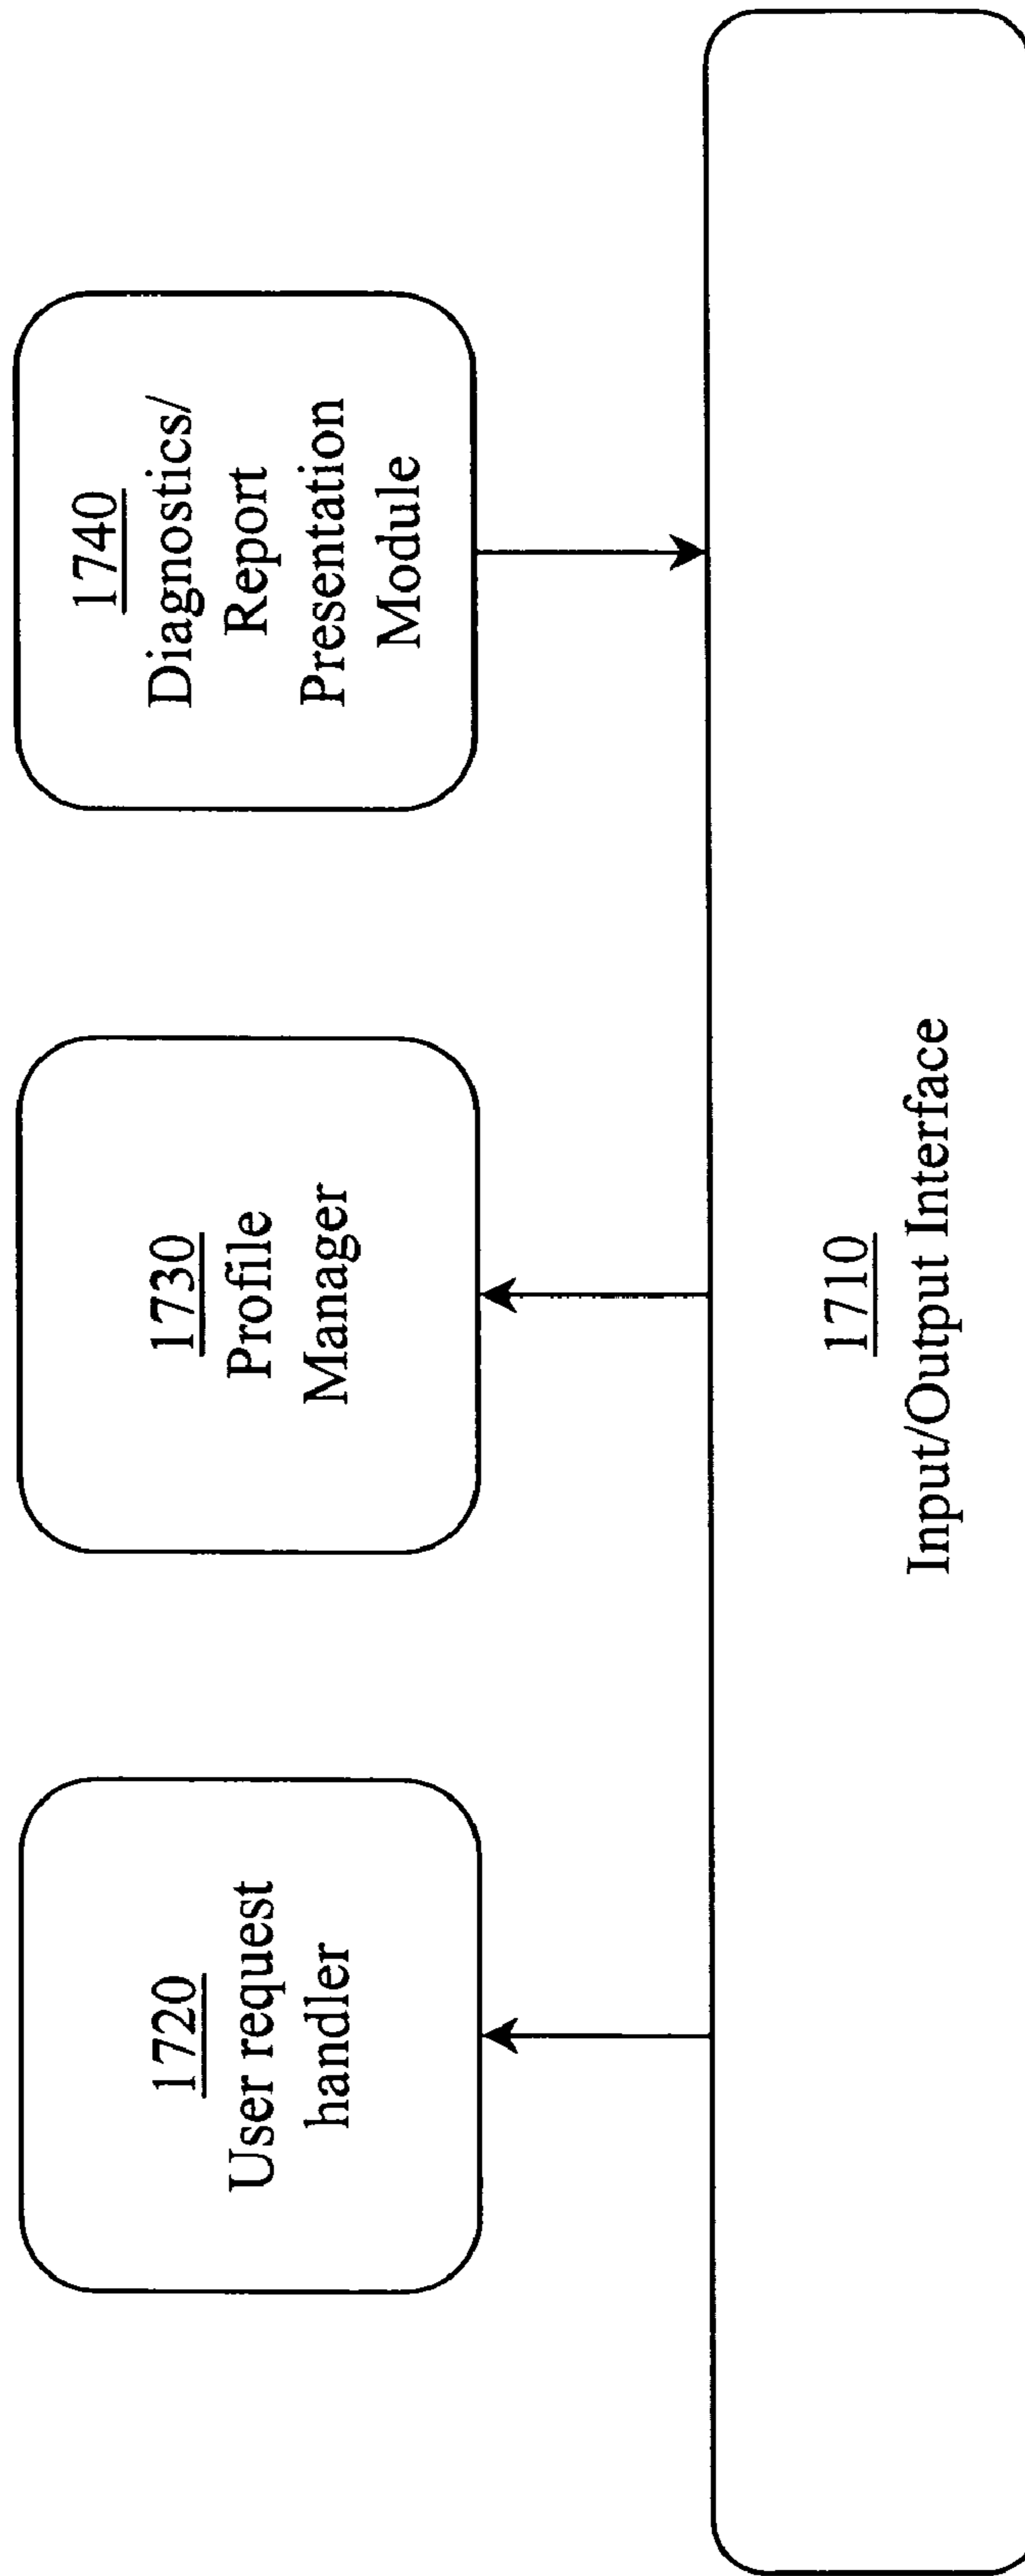 1720
User request
handler
1730
Profile
Manager
1740
Diagnostics/
Report
Presentation
Module
1710
Input/Output Interface